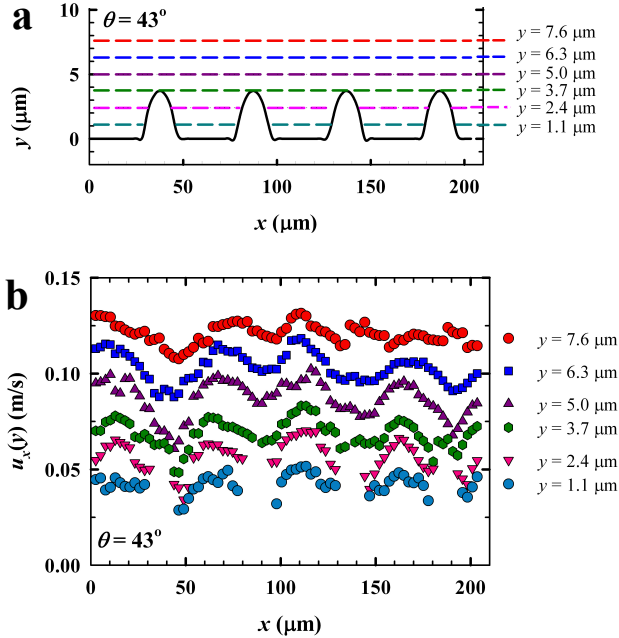 a
θ = 43°
10
5
0
y (μm)
0
50
100
150
200
x (μm)
y = 7.6 μm
y = 6.3 μm
y = 5.0 μm
y = 3.7 μm
y = 2.4 μm
y = 1.1 μm
b
0.15
0.10
0.05
0.00
u_x(y) (m/s)
θ = 43°
0
50
100
150
200
x (μm)
y = 7.6 μm
y = 6.3 μm
y = 5.0 μm
y = 3.7 μm
y = 2.4 μm
y = 1.1 μm